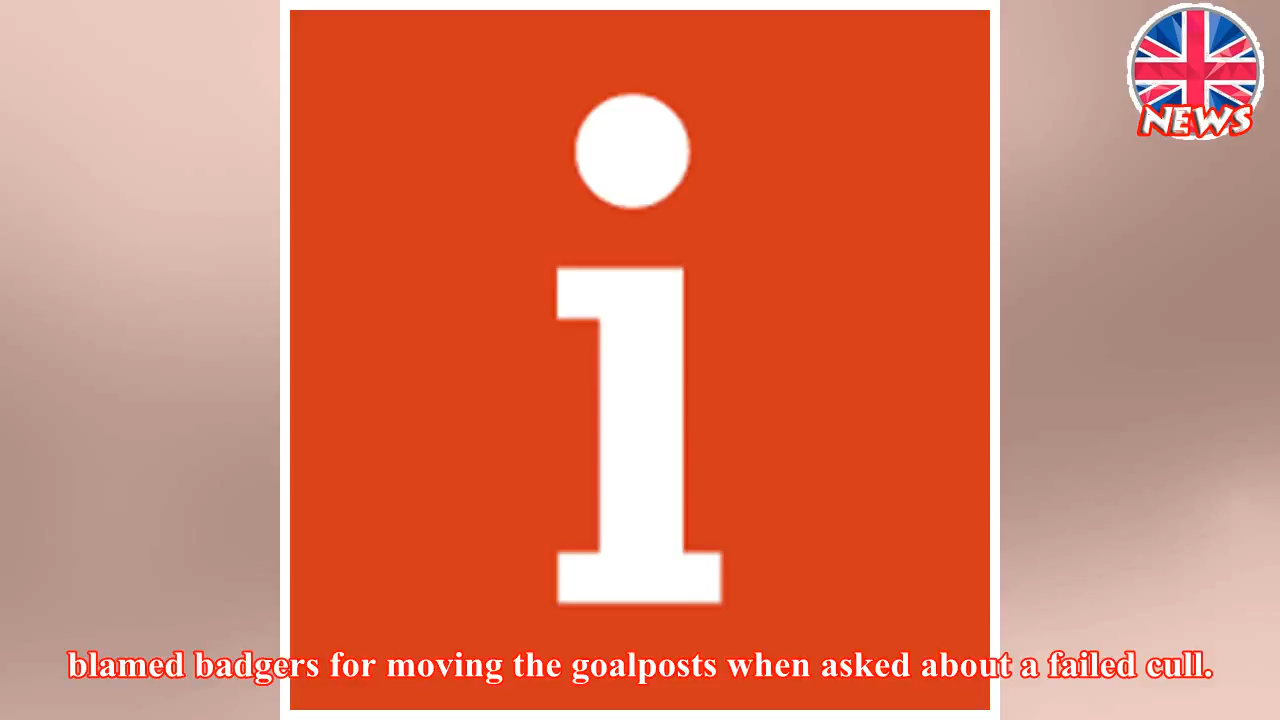 NEWS
i
blamed badgers for moving the goalposts when asked about a failed cull.